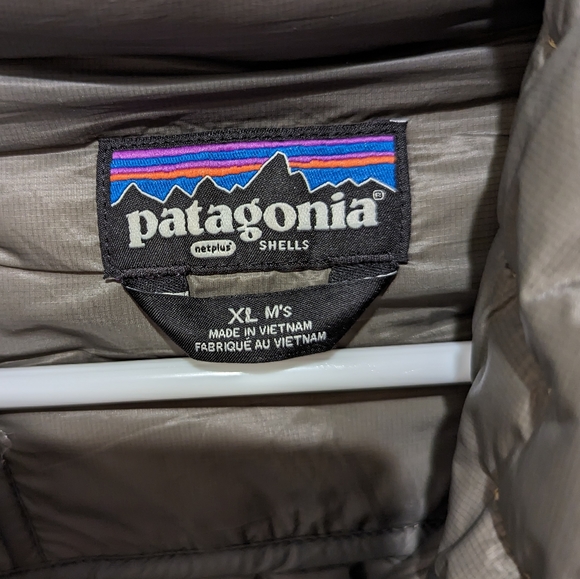 patagonia®
netplus® SHELLS
XL M's
MADE IN VIETNAM
FABRIQUÉ AU VIETNAM